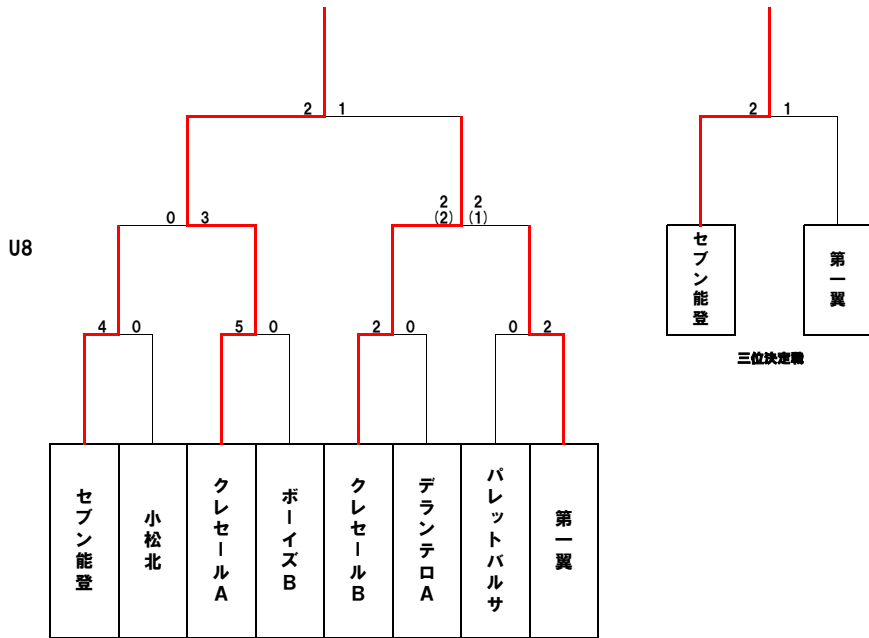 2 1
2 1
2 2
(2) (1)
0 3
U8
セブン能登
第一翼
4 0
5 0
2 0
0 2
三位決定戦
セブン能登
小松北
クレセールA
ボーイズB
クレセールB
デランテロA
パレットバルサ
第一翼